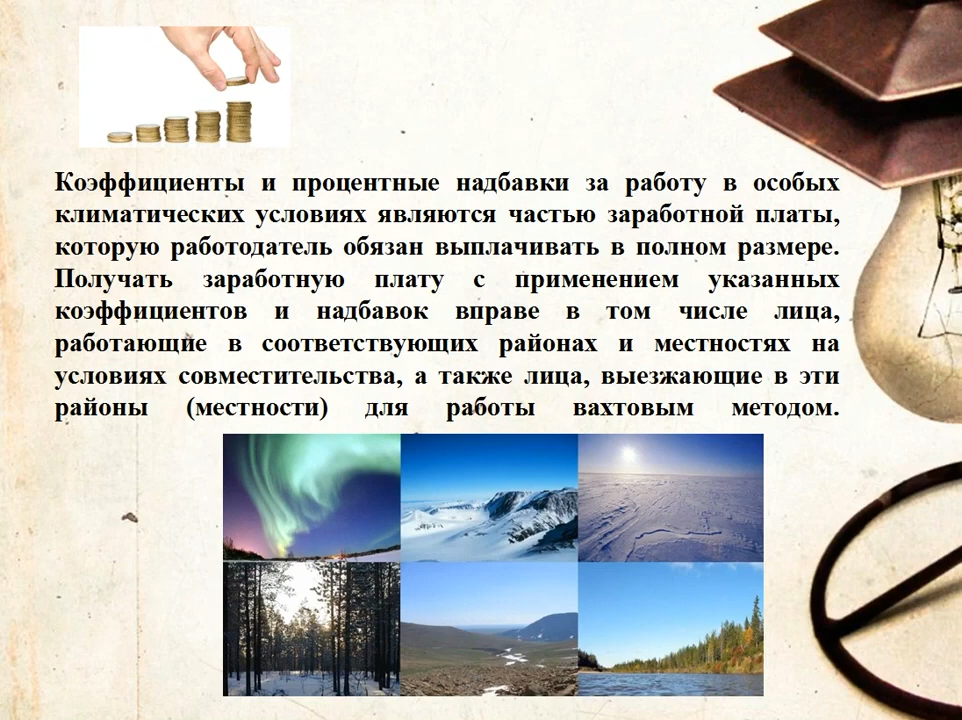 Коэффициенты и процентные надбавки за работу в особых
климатических условиях являются частью заработной платы,
которую работодатель обязан выплачивать в полном размере.
Получать заработную плату с применением указанных
коэффициентов и надбавок вправе в том числе лица,
работающие в соответствующих районах и местностях на
условиях совместительства, а также лица, выезжающие в эти
районы (местности) для работы вахтовым методом.